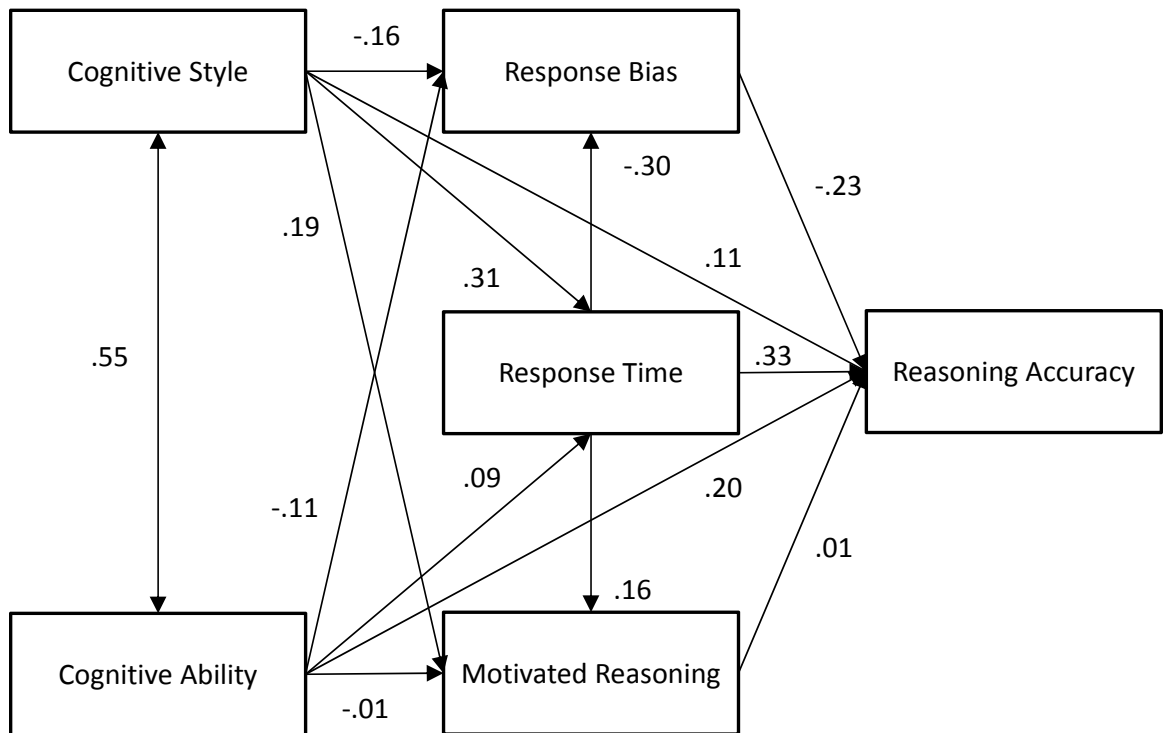 -.16
Cognitive Style
Response Bias
-.30
-.23
.19
.11
.31
.55
Response Time
.33
Reasoning Accuracy
.09
.20
-.11
.01
.16
Cognitive Ability
Motivated Reasoning
-.01